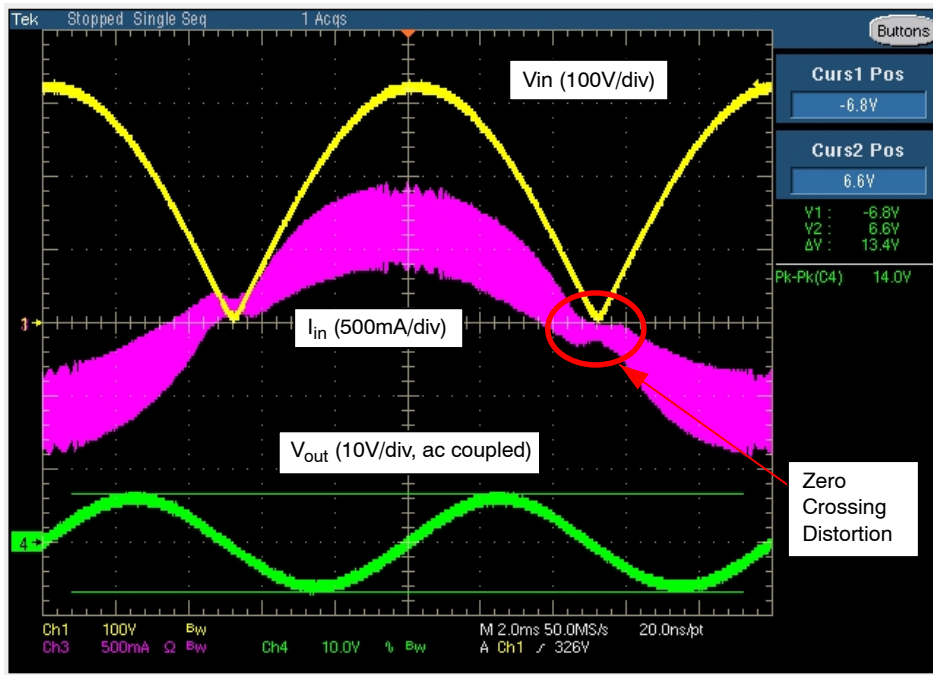 Tek Stopped Single Seq 1 Acqs
Buttons
Curs1 Pos
-6.8V
Curs2 Pos
6.6V
V1 : -6.8V
V2 : 6.6V
ΔV : 13.4V
Pk-Pk(C4) 14.0V
Vin (100V/div)
3
Iin (500mA/div)
Vout (10V/div, ac coupled)
Zero
Crossing
Distortion
4
Ch1 100V Bw M 2.0ms 50.0MS/s 20.0ns/pt
Ch3 500mA Ω Bw Ch4 10.0V ∿ Bw A Ch1 ∕ 326V